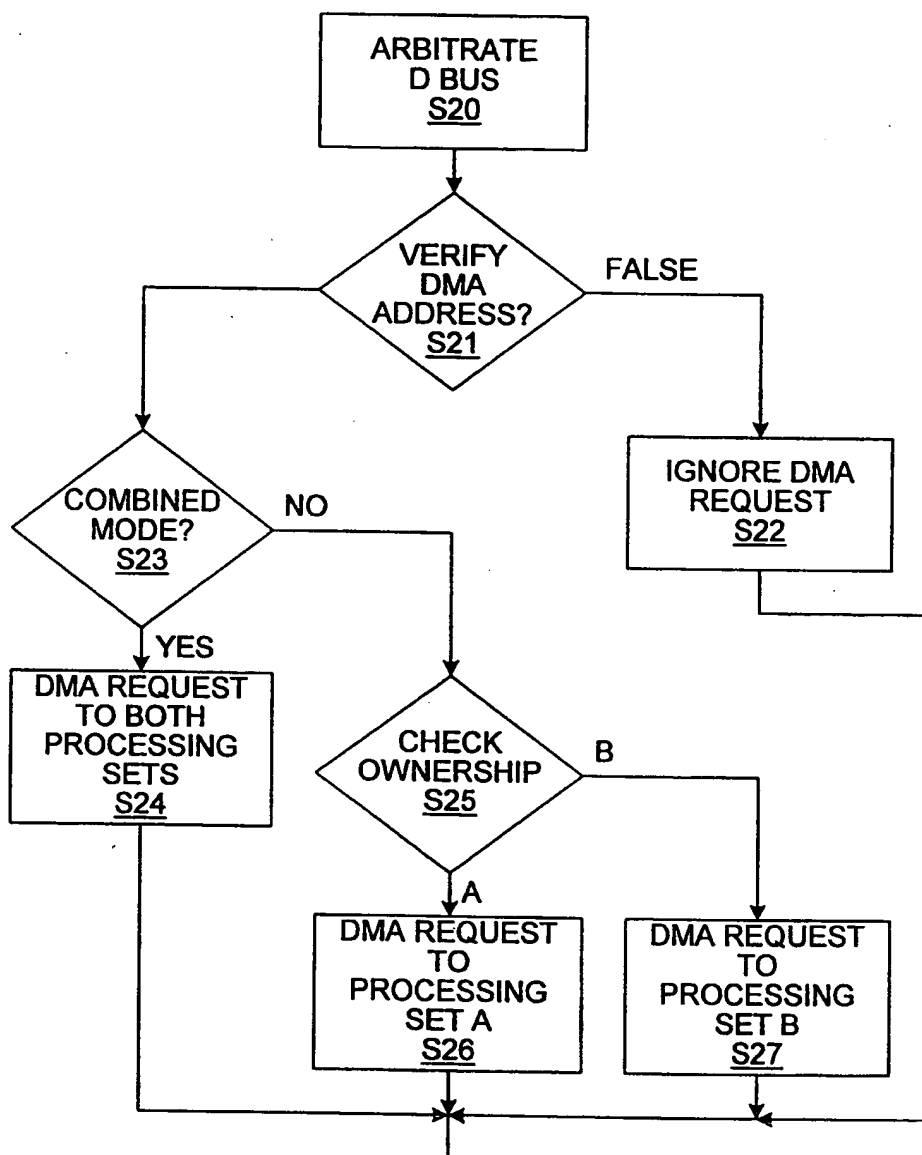 ARBITRATE
D BUS
S20
VERIFY
DMA
ADDRESS?
S21
FALSE
IGNORE DMA
REQUEST
S22
COMBINED
MODE?
S23
NO
YES
DMA REQUEST
TO BOTH
PROCESSING
SETS
S24
CHECK
OWNERSHIP
S25
B
A
DMA REQUEST
TO
PROCESSING
SET A
S26
DMA REQUEST
TO
PROCESSING
SET B
S27